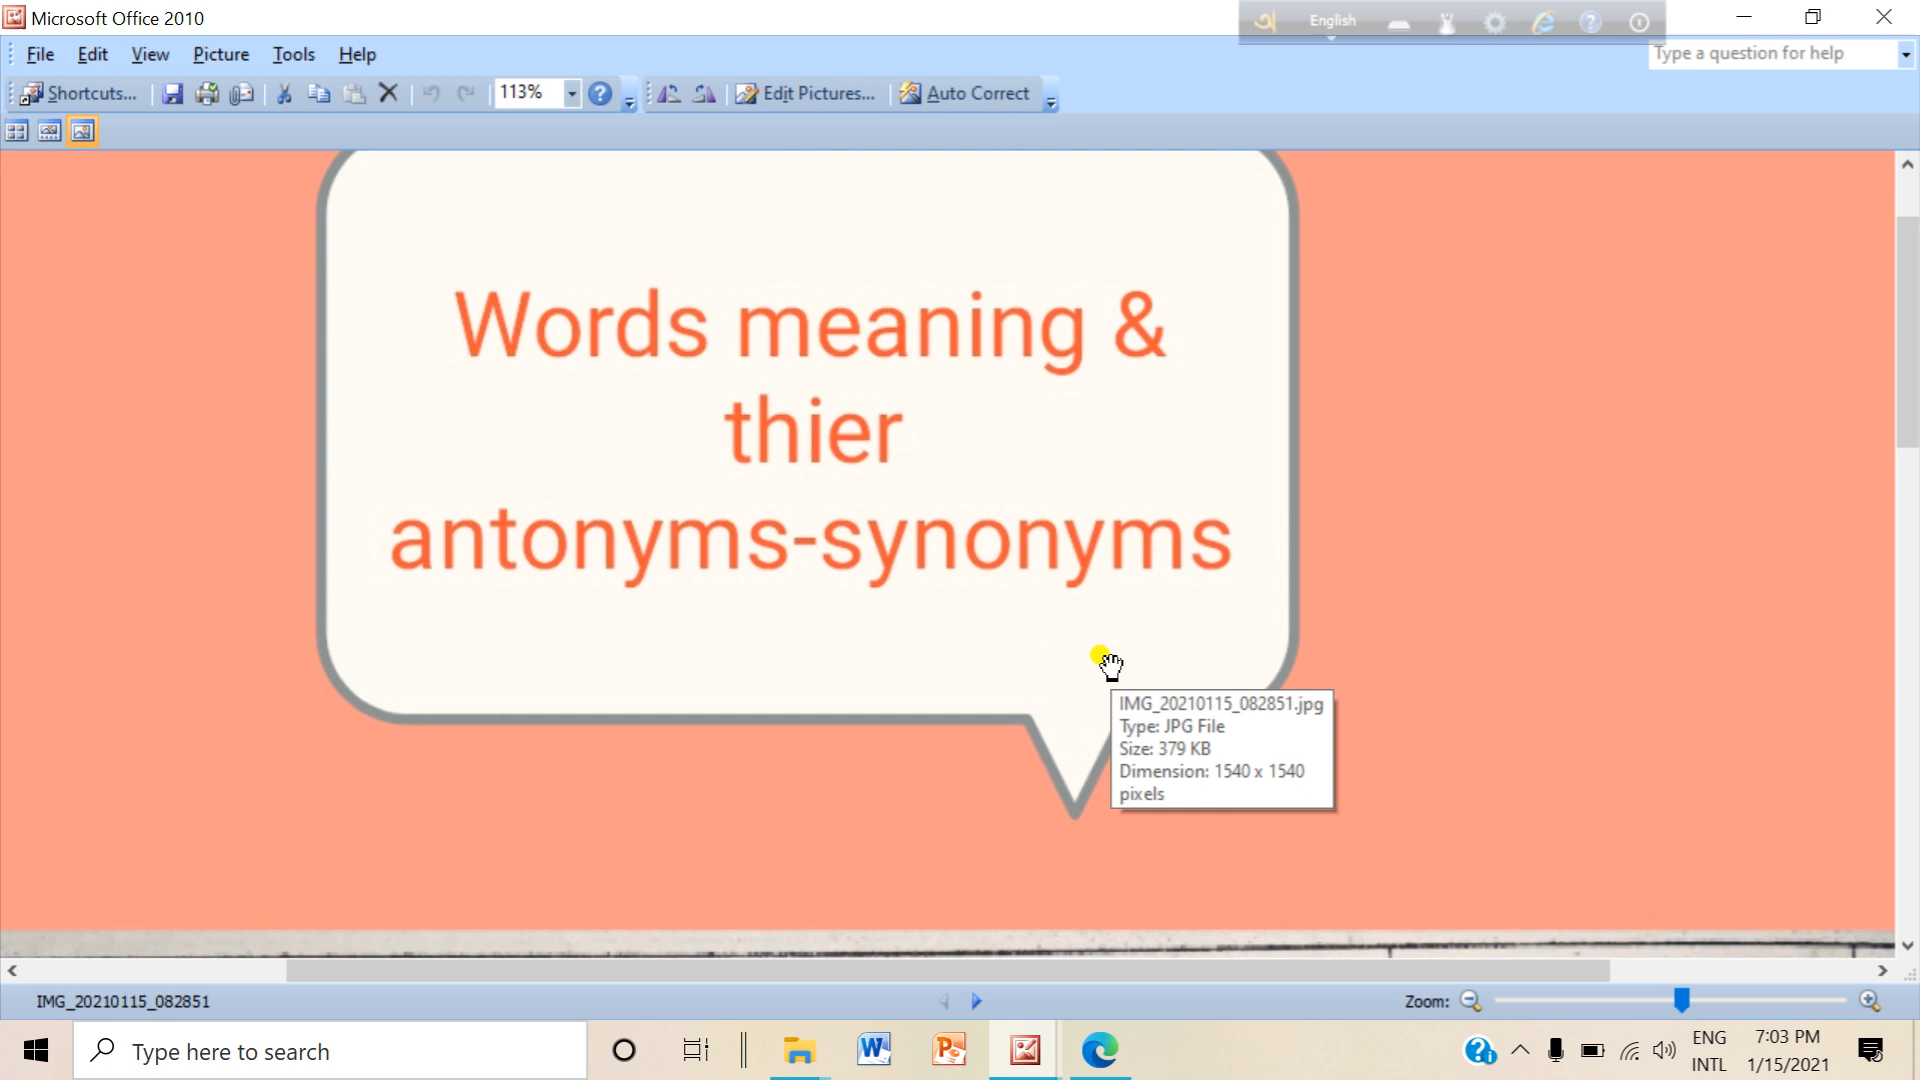 Microsoft Office 2010
অ English
File Edit View Picture Tools Help
Type a question for help
Shortcuts... 113% Edit Pictures... Auto Correct
Words meaning &
thier
antonyms-synonyms
IMG_20210115_082851.jpg
Type: JPG File
Size: 379 KB
Dimension: 1540 x 1540
pixels
IMG_20210115_082851
Zoom:
Type here to search
ENG
INTL
7:03 PM
1/15/2021